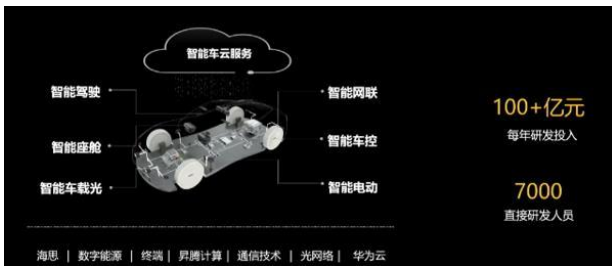 智能车云服务
智能驾驶
智能网联
智能座舱
智能车控
智能车载光
智能电动
100+亿元
每年研发投入
7000
直接研发人员
海思 | 数字能源 | 终端 | 昇腾计算 | 通信技术 | 光网络 | 华为云